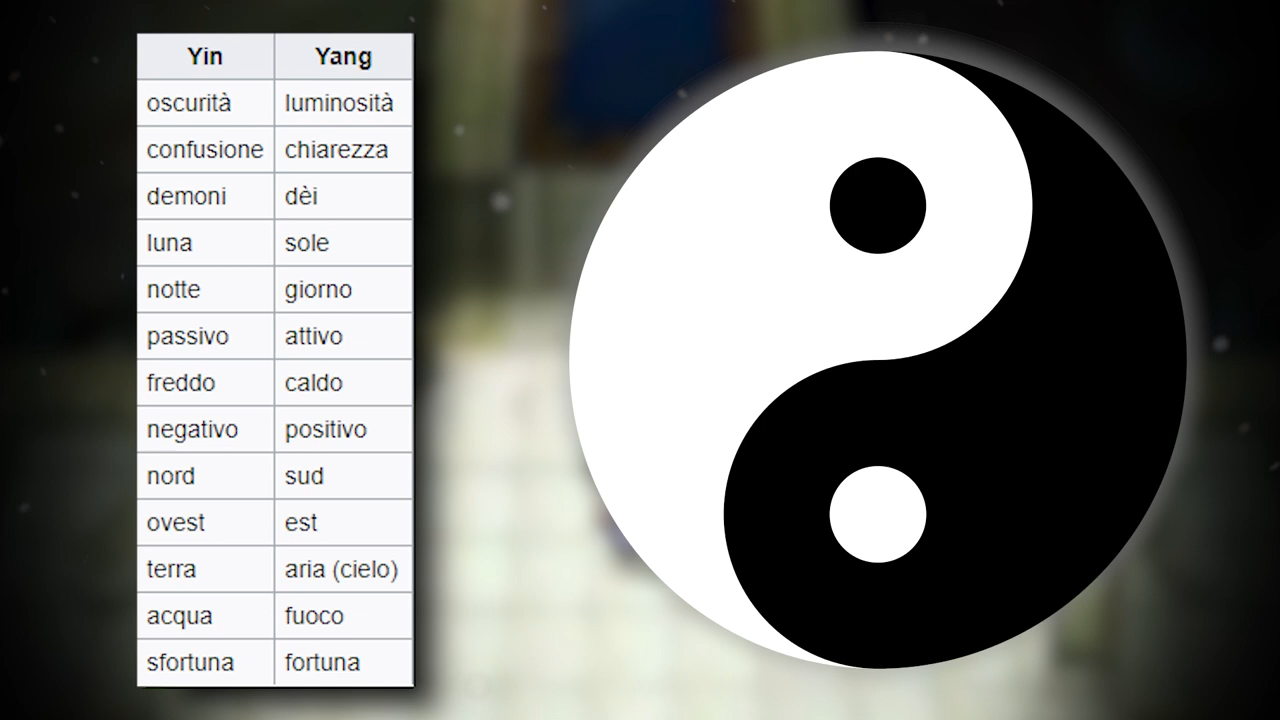 Yin Yang
oscurità luminosità
confusione chiarezza
demoni dèi
luna sole
notte giorno
passivo attivo
freddo caldo
negativo positivo
nord sud
ovest est
terra aria (cielo)
acqua fuoco
sfortuna fortuna